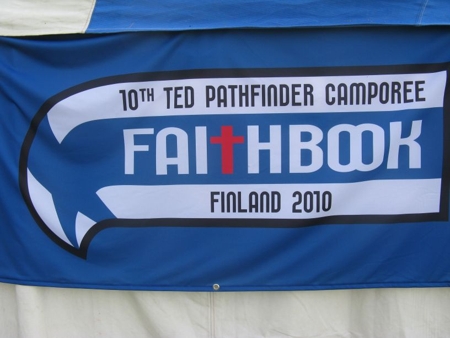 10TH TED PATHFINDER CAMPOREE
FAITHBOOK
FINLAND 2010